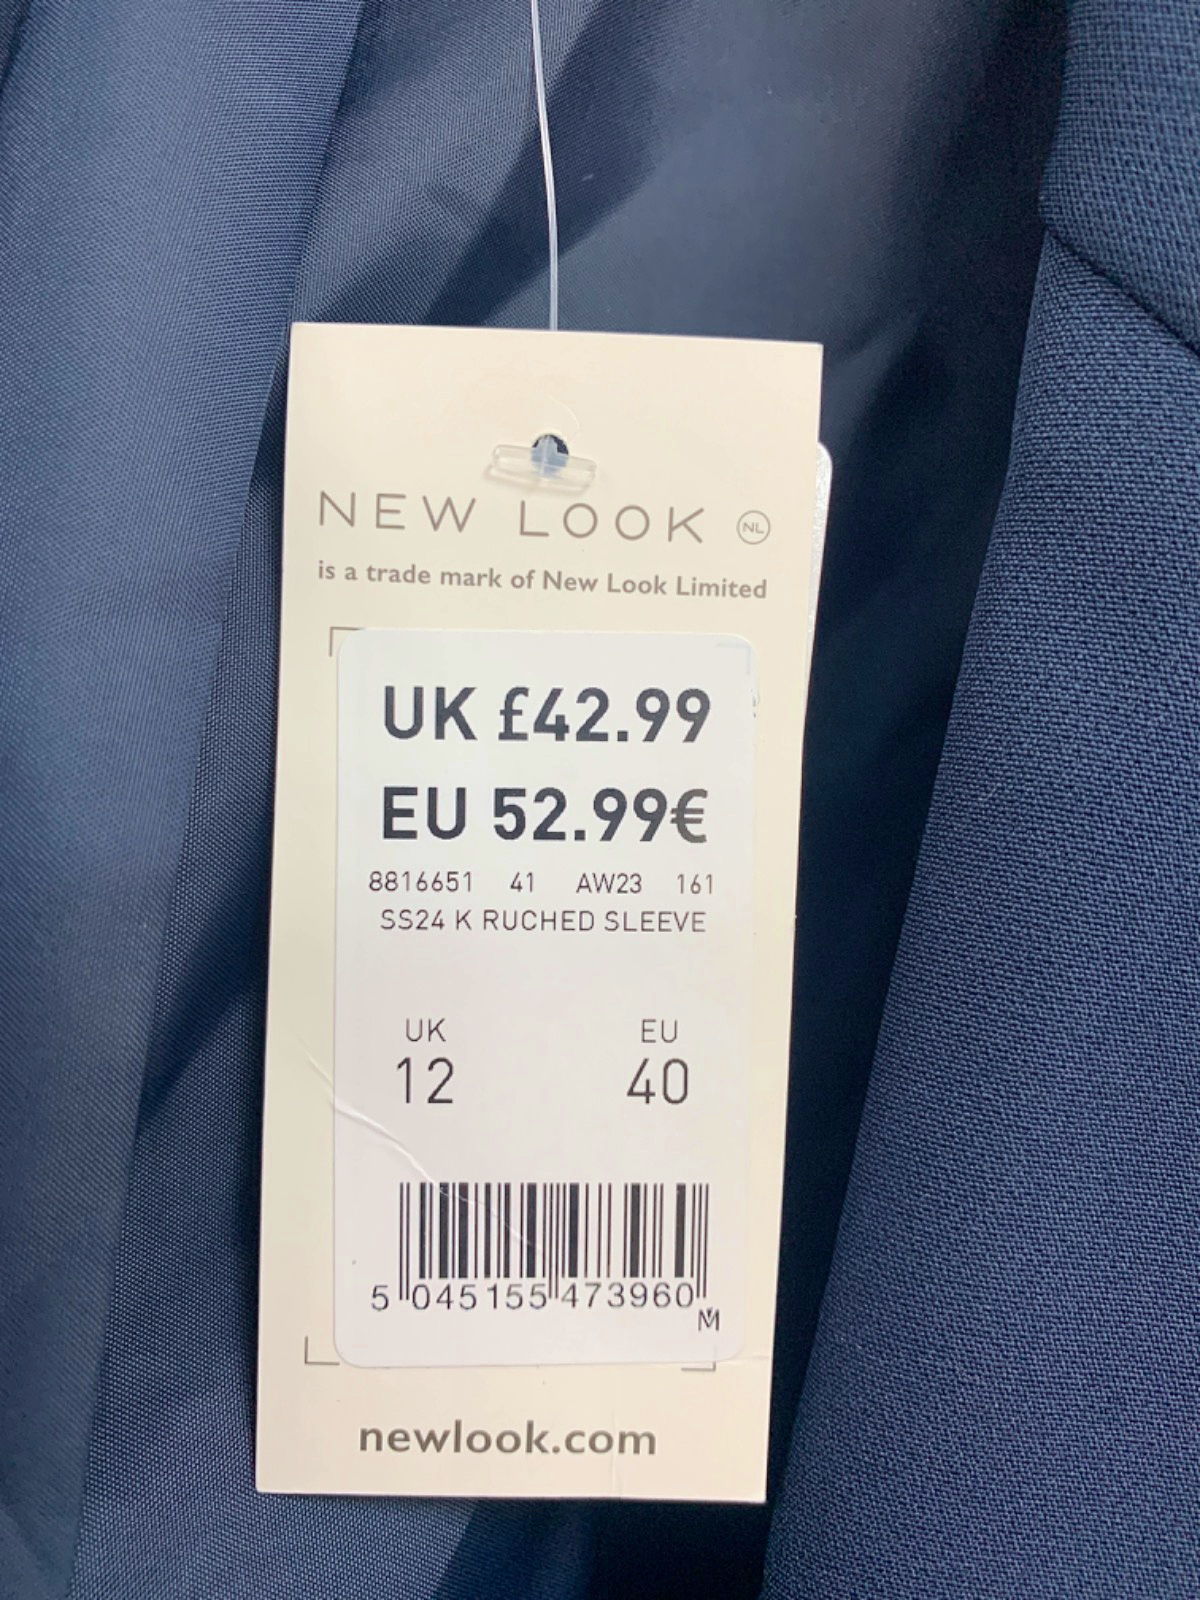 NEW LOOK NL
is a trade mark of New Look Limited
UK £42.99
EU 52.99€
8816651 41 AW23 161
SS24 K RUCHED SLEEVE
UK EU
12 40
5 045155 473960
M
newlook.com